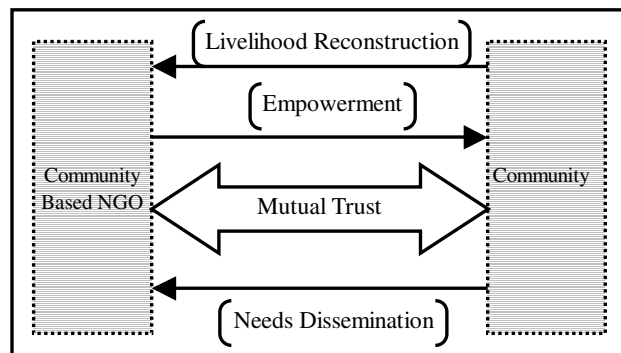 Livelihood Reconstruction
Empowerment
Community
Based NGO
Community
Mutual Trust
Needs Dissemination